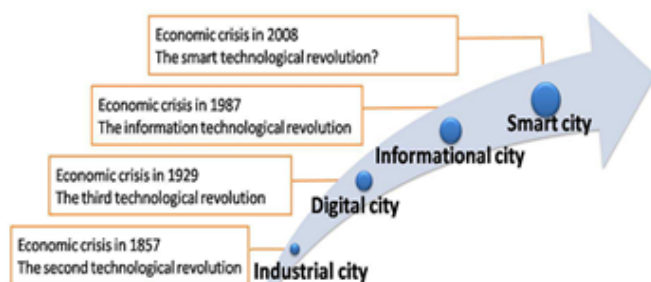 Economic crisis in 2008
The smart technological revolution?
Economic crisis in 1987
The information technological revolution
Smart city
Informational city
Economic crisis in 1929
The third technological revolution
Digital city
Economic crisis in 1857
The second technological revolution
Industrial city